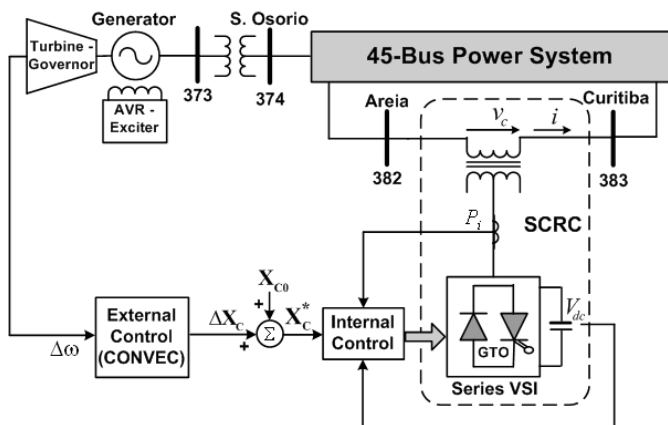 Generator
S. Osorio
Turbine -
Governor
AVR -
Exciter
373
374
45-Bus Power System
Areia
Curitiba
v_c
i
382
383
P_i
SCRC
X_C0
+
External
Control
(CONVEC)
Δω
ΔX_C
+
Σ
X_C^*
Internal
Control
GTO
V_dc
Series VSI